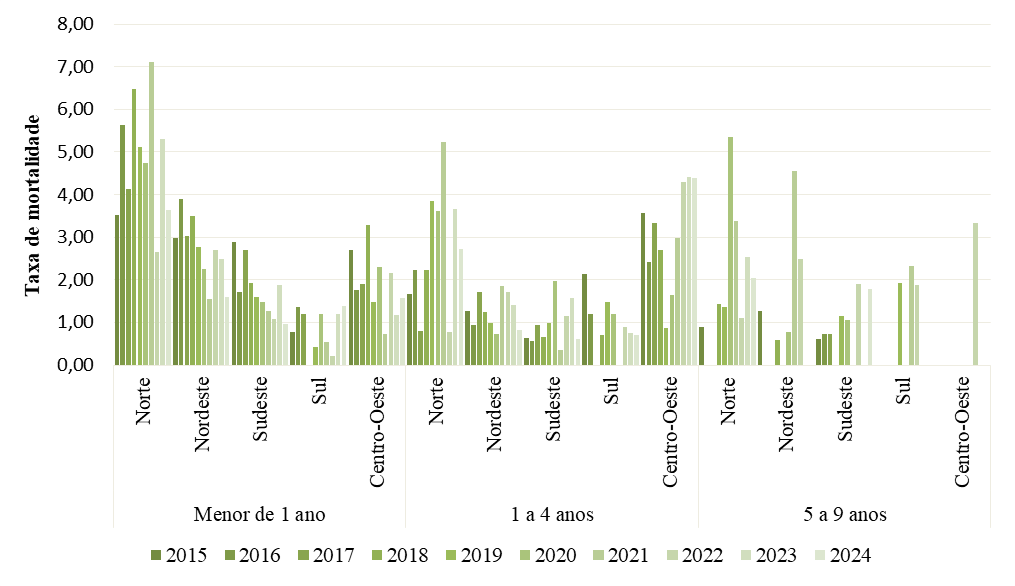 8,00
7,00
6,00
5,00
4,00
3,00
2,00
1,00
0,00
Taxa de mortalidade
Norte
Nordeste
Sudeste
Sul
Centro-Oeste
Norte
Nordeste
Sudeste
Sul
Centro-Oeste
Norte
Nordeste
Sudeste
Sul
Centro-Oeste
Menor de 1 ano
1 a 4 anos
5 a 9 anos
2015 2016 2017 2018 2019 2020 2021 2022 2023 2024